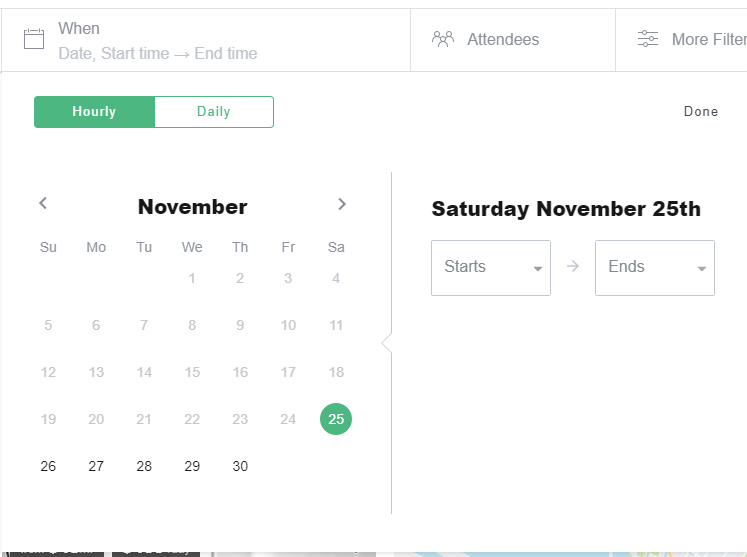 When
Date, Start time → End time
Attendees
More Filter
Hourly
Daily
Done
November
Su Mo Tu We Th Fr Sa
1 2 3 4
5 6 7 8 9 10 11
12 13 14 15 16 17 18
19 20 21 22 23 24 25
26 27 28 29 30
Saturday November 25th
Starts → Ends